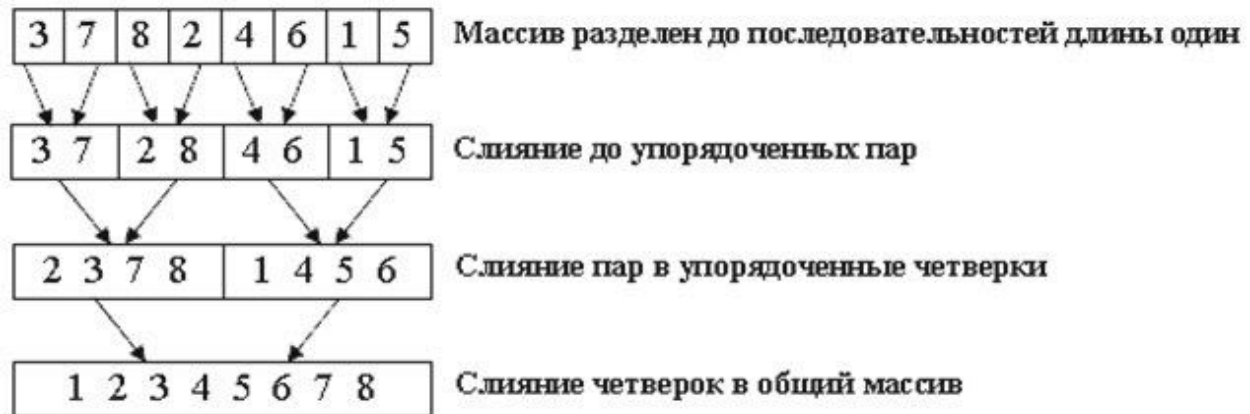 3 7 8 2 4 6 1 5 Массив разделен до последовательностей длины один
3 7 2 8 4 6 1 5 Слияние до упорядоченных пар
2 3 7 8 1 4 5 6 Слияние пар в упорядоченные четверки
1 2 3 4 5 6 7 8 Слияние четверок в общий массив